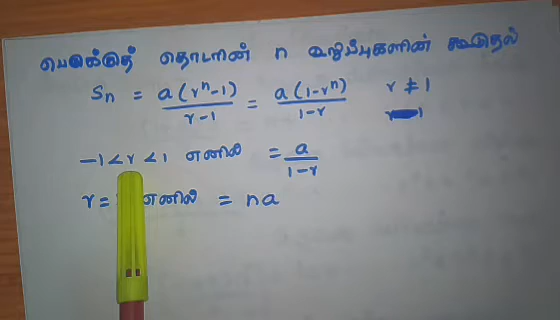 பெருக்குத் தொடரின் n உறுப்புகளின் கூடுதல்
Sn = a(rⁿ-1)/r-1 = a(1-rⁿ)/1-r r ≠ 1
-1<r<1 எனில் = a/1-r
r = எனில் = na